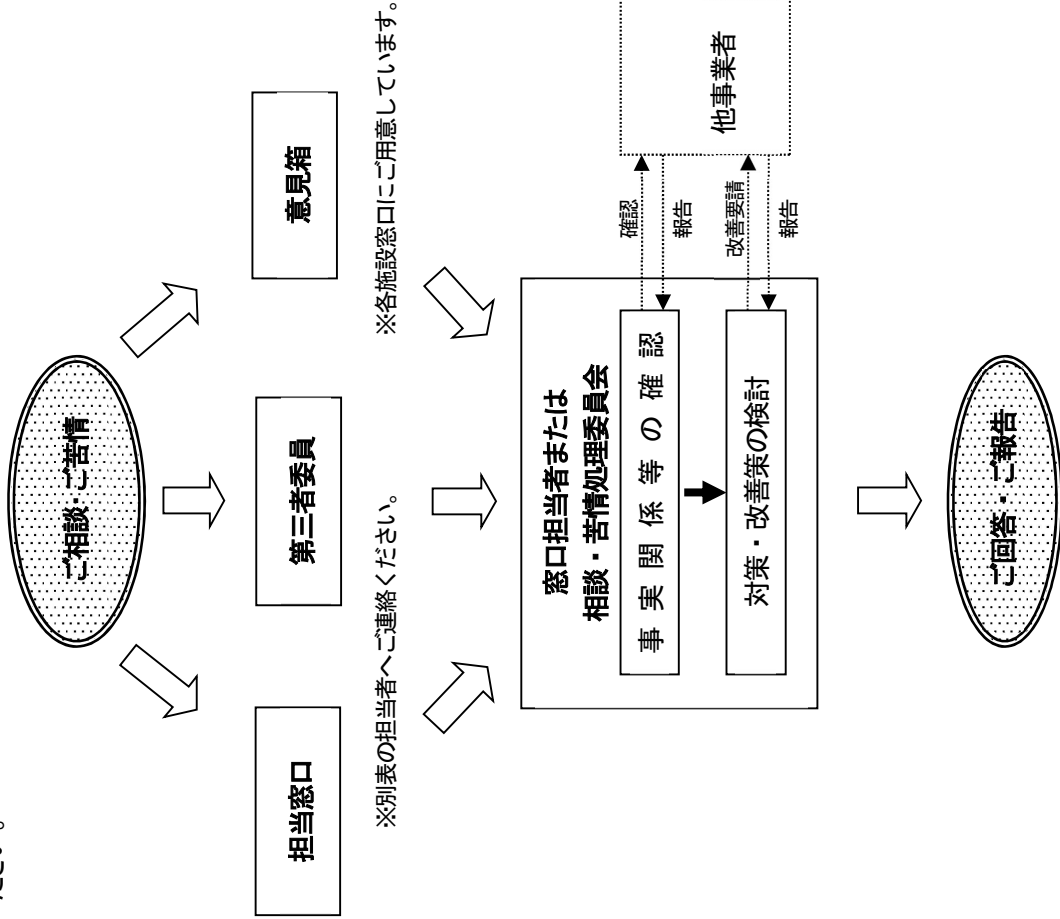 ださい。
ご相談・ご苦情
担当窓口
第三者委員
意見箱
※別表の担当者へご連絡ください。
※各施設窓口にご用意しています。
窓口担当者または
相談・苦情処理委員会
事実関係等の確認
対策・改善策の検討
確認
報告
改善要請
報告
他事業者
ご回答・ご報告